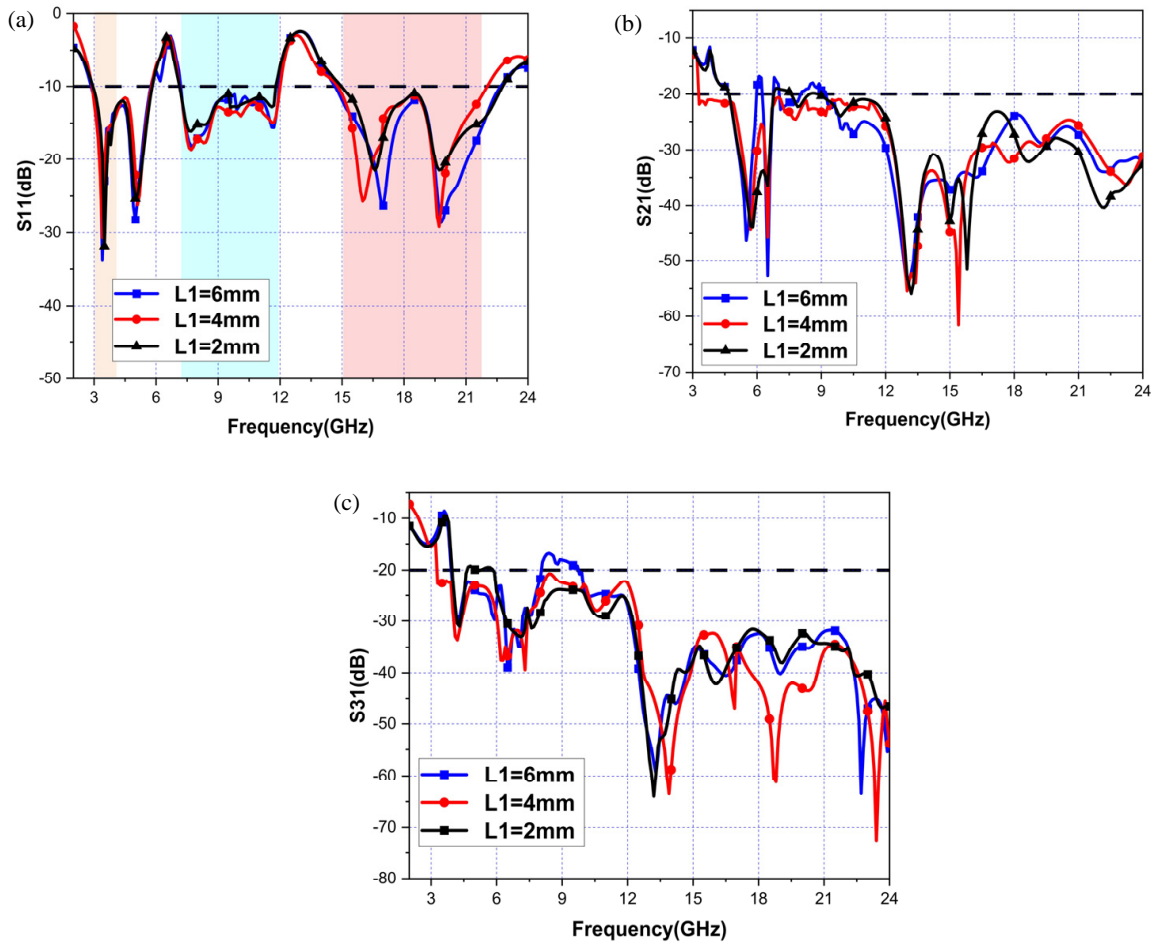 (a)
0
-10
-20
-30
-40
-50
S11(dB)
L1=6mm
L1=4mm
L1=2mm
3 6 9 12 15 18 21 24
Frequency(GHz)
(b)
-10
-20
-30
-40
-50
-60
-70
S21(dB)
L1=6mm
L1=4mm
L1=2mm
3 6 9 12 15 18 21 24
Frequency(GHz)
(c)
-10
-20
-30
-40
-50
-60
-70
-80
S31(dB)
L1=6mm
L1=4mm
L1=2mm
3 6 9 12 15 18 21 24
Frequency(GHz)